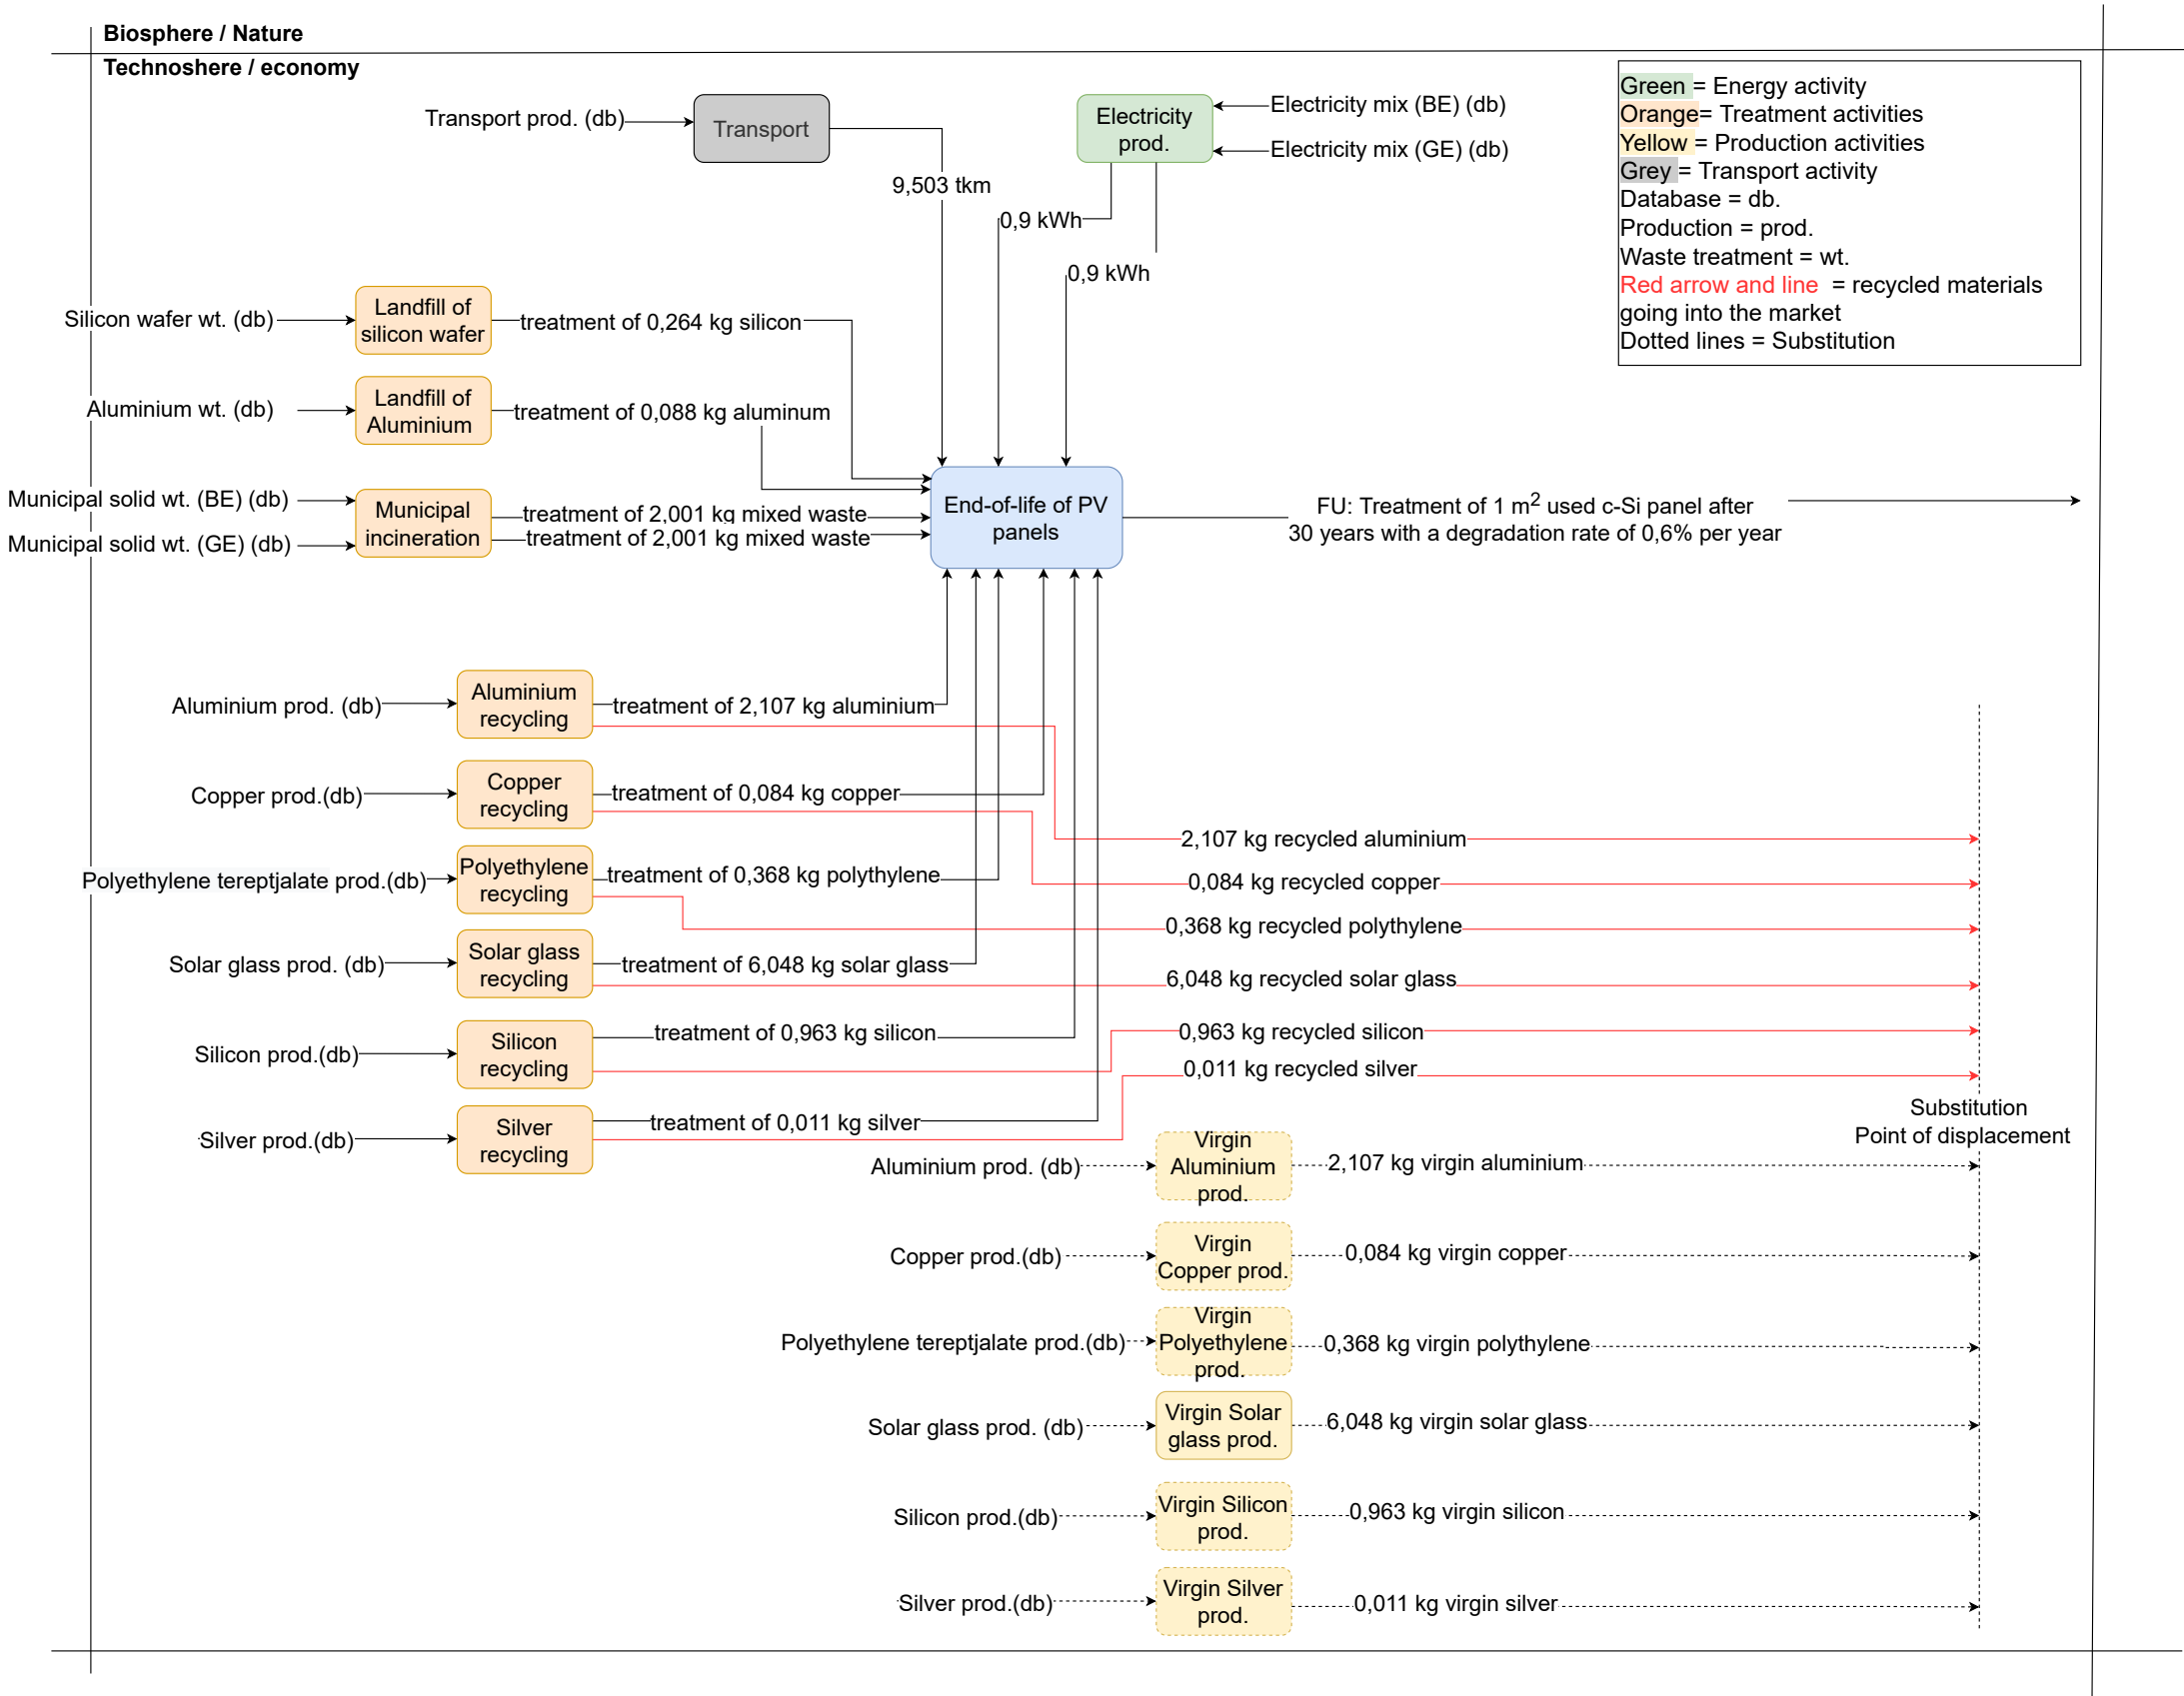 Biosphere / Nature
Technoshere / economy
Green = Energy activity
Orange= Treatment activities
Yellow = Production activities
Grey = Transport activity
Database = db.
Production = prod.
Waste treatment = wt.
Red arrow and line = recycled materials
going into the market
Dotted lines = Substitution
Transport prod. (db)
Transport
9,503 tkm
Electricity
prod.
Electricity mix (BE) (db)
Electricity mix (GE) (db)
0,9 kWh
0,9 kWh
Silicon wafer wt. (db)
Landfill of
silicon wafer
treatment of 0,264 kg silicon
Aluminium wt. (db)
Landfill of
Aluminium
treatment of 0,088 kg aluminum
Municipal solid wt. (BE) (db)
Municipal solid wt. (GE) (db)
Municipal
incineration
treatment of 2,001 kg mixed waste
treatment of 2,001 kg mixed waste
End-of-life of PV
panels
FU: Treatment of 1 m2 used c-Si panel after
30 years with a degradation rate of 0,6% per year
Aluminium prod. (db)
Aluminium
recycling
treatment of 2,107 kg aluminium
Copper prod.(db)
Copper
recycling
treatment of 0,084 kg copper
2,107 kg recycled aluminium
Polyethylene tereptjalate prod.(db)
Polyethylene
recycling
treatment of 0,368 kg polythylene
0,084 kg recycled copper
0,368 kg recycled polythylene
Solar glass prod. (db)
Solar glass
recycling
treatment of 6,048 kg solar glass
6,048 kg recycled solar glass
Silicon prod.(db)
Silicon
recycling
treatment of 0,963 kg silicon
0,963 kg recycled silicon
0,011 kg recycled silver
Silver prod.(db)
Silver
recycling
treatment of 0,011 kg silver
Substitution
Point of displacement
Aluminium prod. (db)
Virgin
Aluminium
prod.
2,107 kg virgin aluminium
Copper prod.(db)
Virgin
Copper prod.
0,084 kg virgin copper
Polyethylene tereptjalate prod.(db)
Virgin
Polyethylene
prod.
0,368 kg virgin polythylene
Solar glass prod. (db)
Virgin Solar
glass prod.
6,048 kg virgin solar glass
Silicon prod.(db)
Virgin Silicon
prod.
0,963 kg virgin silicon
Silver prod.(db)
Virgin Silver
prod.
0,011 kg virgin silver